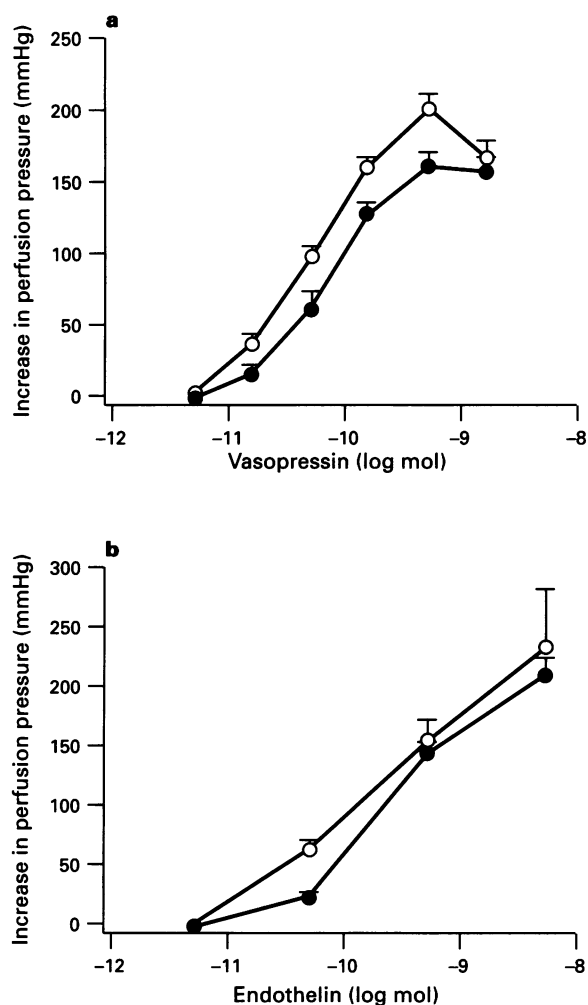 a
Increase in perfusion pressure (mmHg)
250
200
150
100
50
0
−12 −11 −10 −9 −8
Vasopressin (log mol)
b
Increase in perfusion pressure (mmHg)
300
250
200
150
100
50
0
−12 −11 −10 −9 −8
Endothelin (log mol)